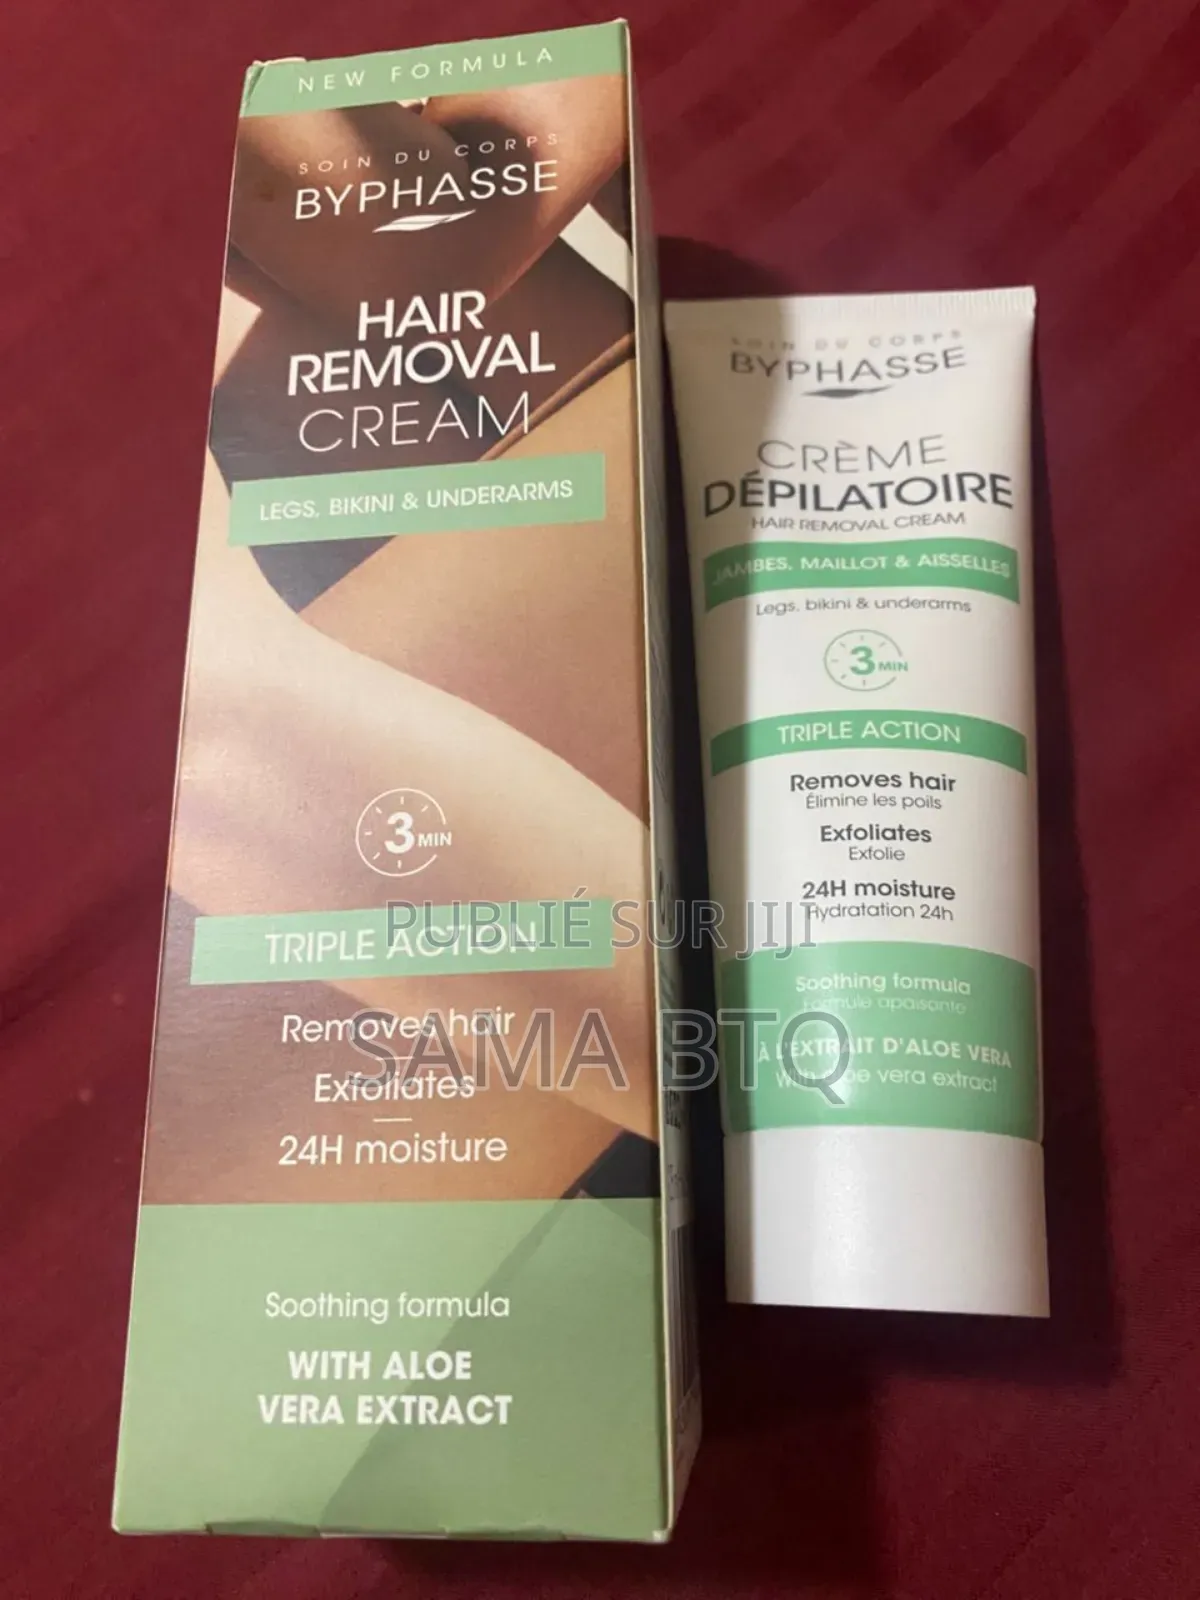 NEW FORMULA
SOIN DU CORPS
BYPHASSE
HAIR
REMOVAL
CREAM
LEGS, BIKINI & UNDERARMS
3 MIN
TRIPLE ACTION
Removes hair
Exfoliates
24H moisture
Soothing formula
WITH ALOE
VERA EXTRACT
SOIN DU CORPS
BYPHASSE
CRÈME
DÉPILATOIRE
HAIR REMOVAL CREAM
JAMBES, MAILLOT & AISSELLES
Legs, bikini & underarms
3 MIN
TRIPLE ACTION
Removes hair
Élimine les poils
Exfoliates
Exfolie
24H moisture
Hydratation 24h
Soothing formula
Formule apaisante
À L'EXTRAIT D'ALOE VERA
With aloe vera extract
PUBLIÉ SUR JIJI
SAMA BTQ